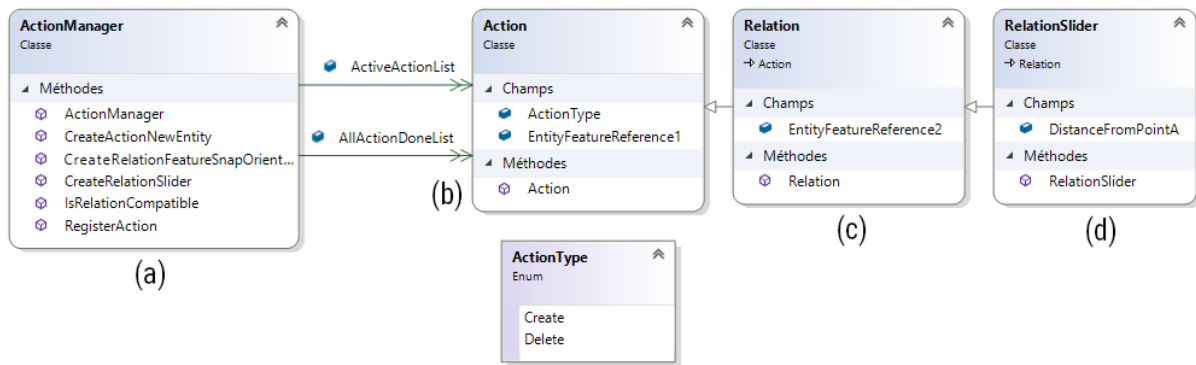 ActionManager
Classe
Méthodes
ActionManager
CreateActionNewEntity
CreateRelationFeatureSnapOrient...
CreateRelationSlider
IsRelationCompatible
RegisterAction
(a)
ActiveActionList
AllActionDoneList
(b)
Action
Classe
Champs
ActionType
EntityFeatureReference1
Méthodes
Action
Relation
Classe
Action
Champs
EntityFeatureReference2
Méthodes
Relation
(c)
RelationSlider
Classe
Relation
Champs
DistanceFromPointA
Méthodes
RelationSlider
(d)
ActionType
Enum
Create
Delete